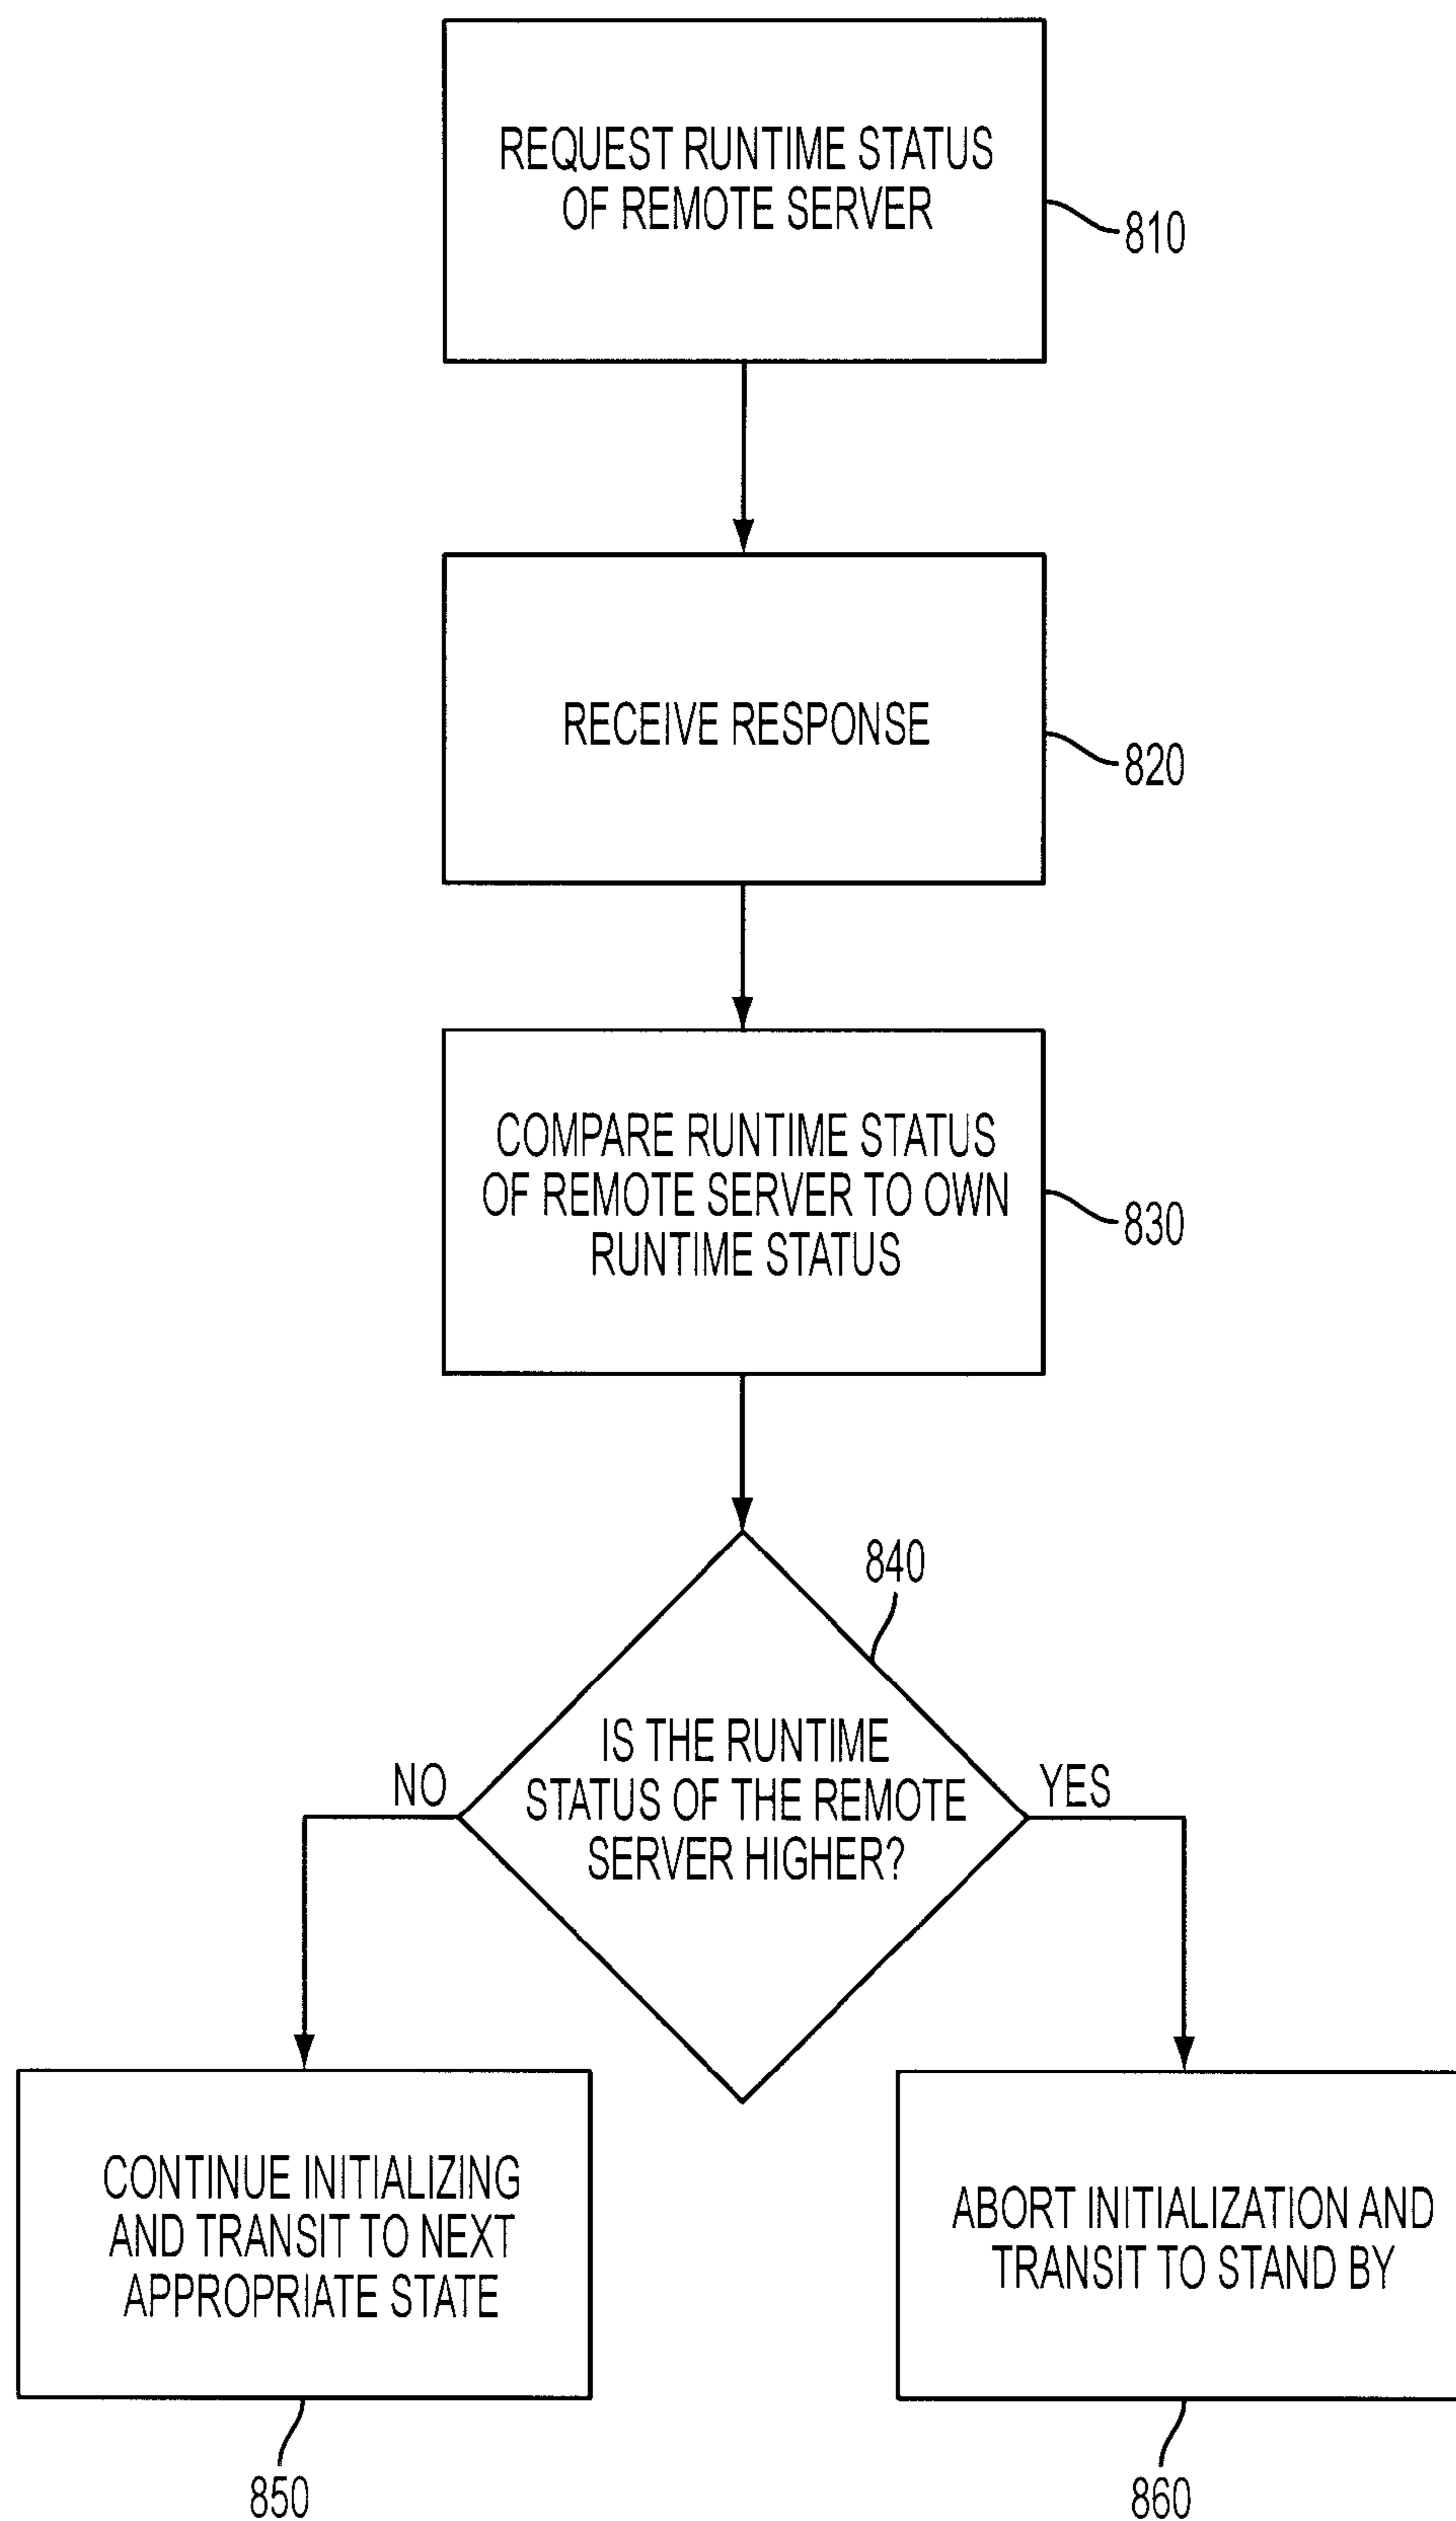 REQUEST RUNTIME STATUS
OF REMOTE SERVER
810
RECEIVE RESPONSE
820
COMPARE RUNTIME STATUS
OF REMOTE SERVER TO OWN
RUNTIME STATUS
830
840
IS THE RUNTIME
STATUS OF THE REMOTE
SERVER HIGHER?
NO
YES
CONTINUE INITIALIZING
AND TRANSIT TO NEXT
APPROPRIATE STATE
850
ABORT INITIALIZATION AND
TRANSIT TO STAND BY
860